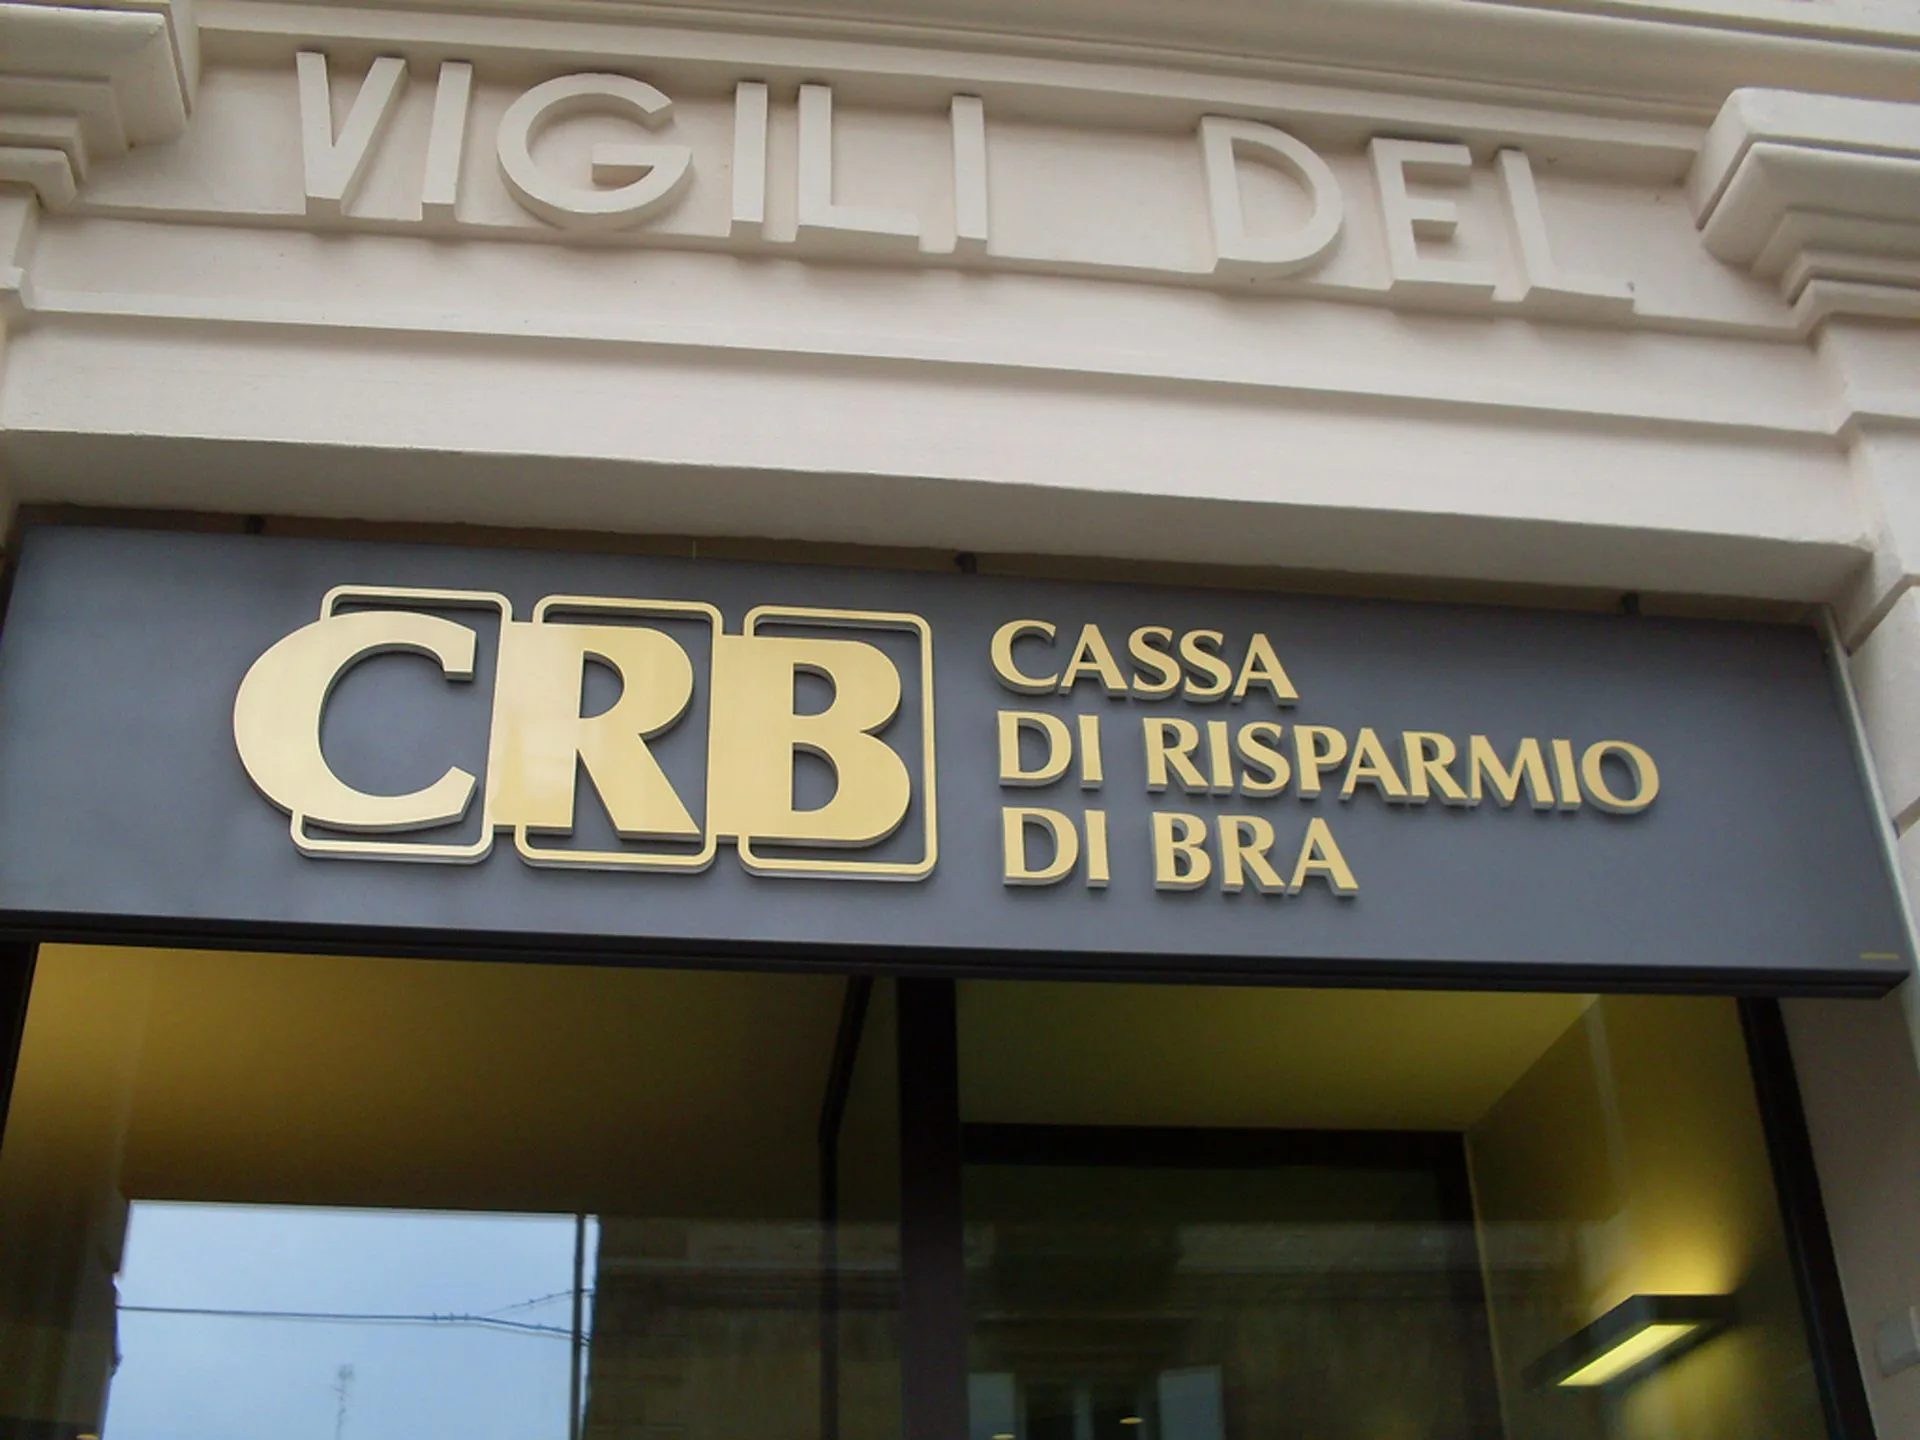 VIGILI DEL
CRB
CASSA
DI RISPARMIO
DI BRA